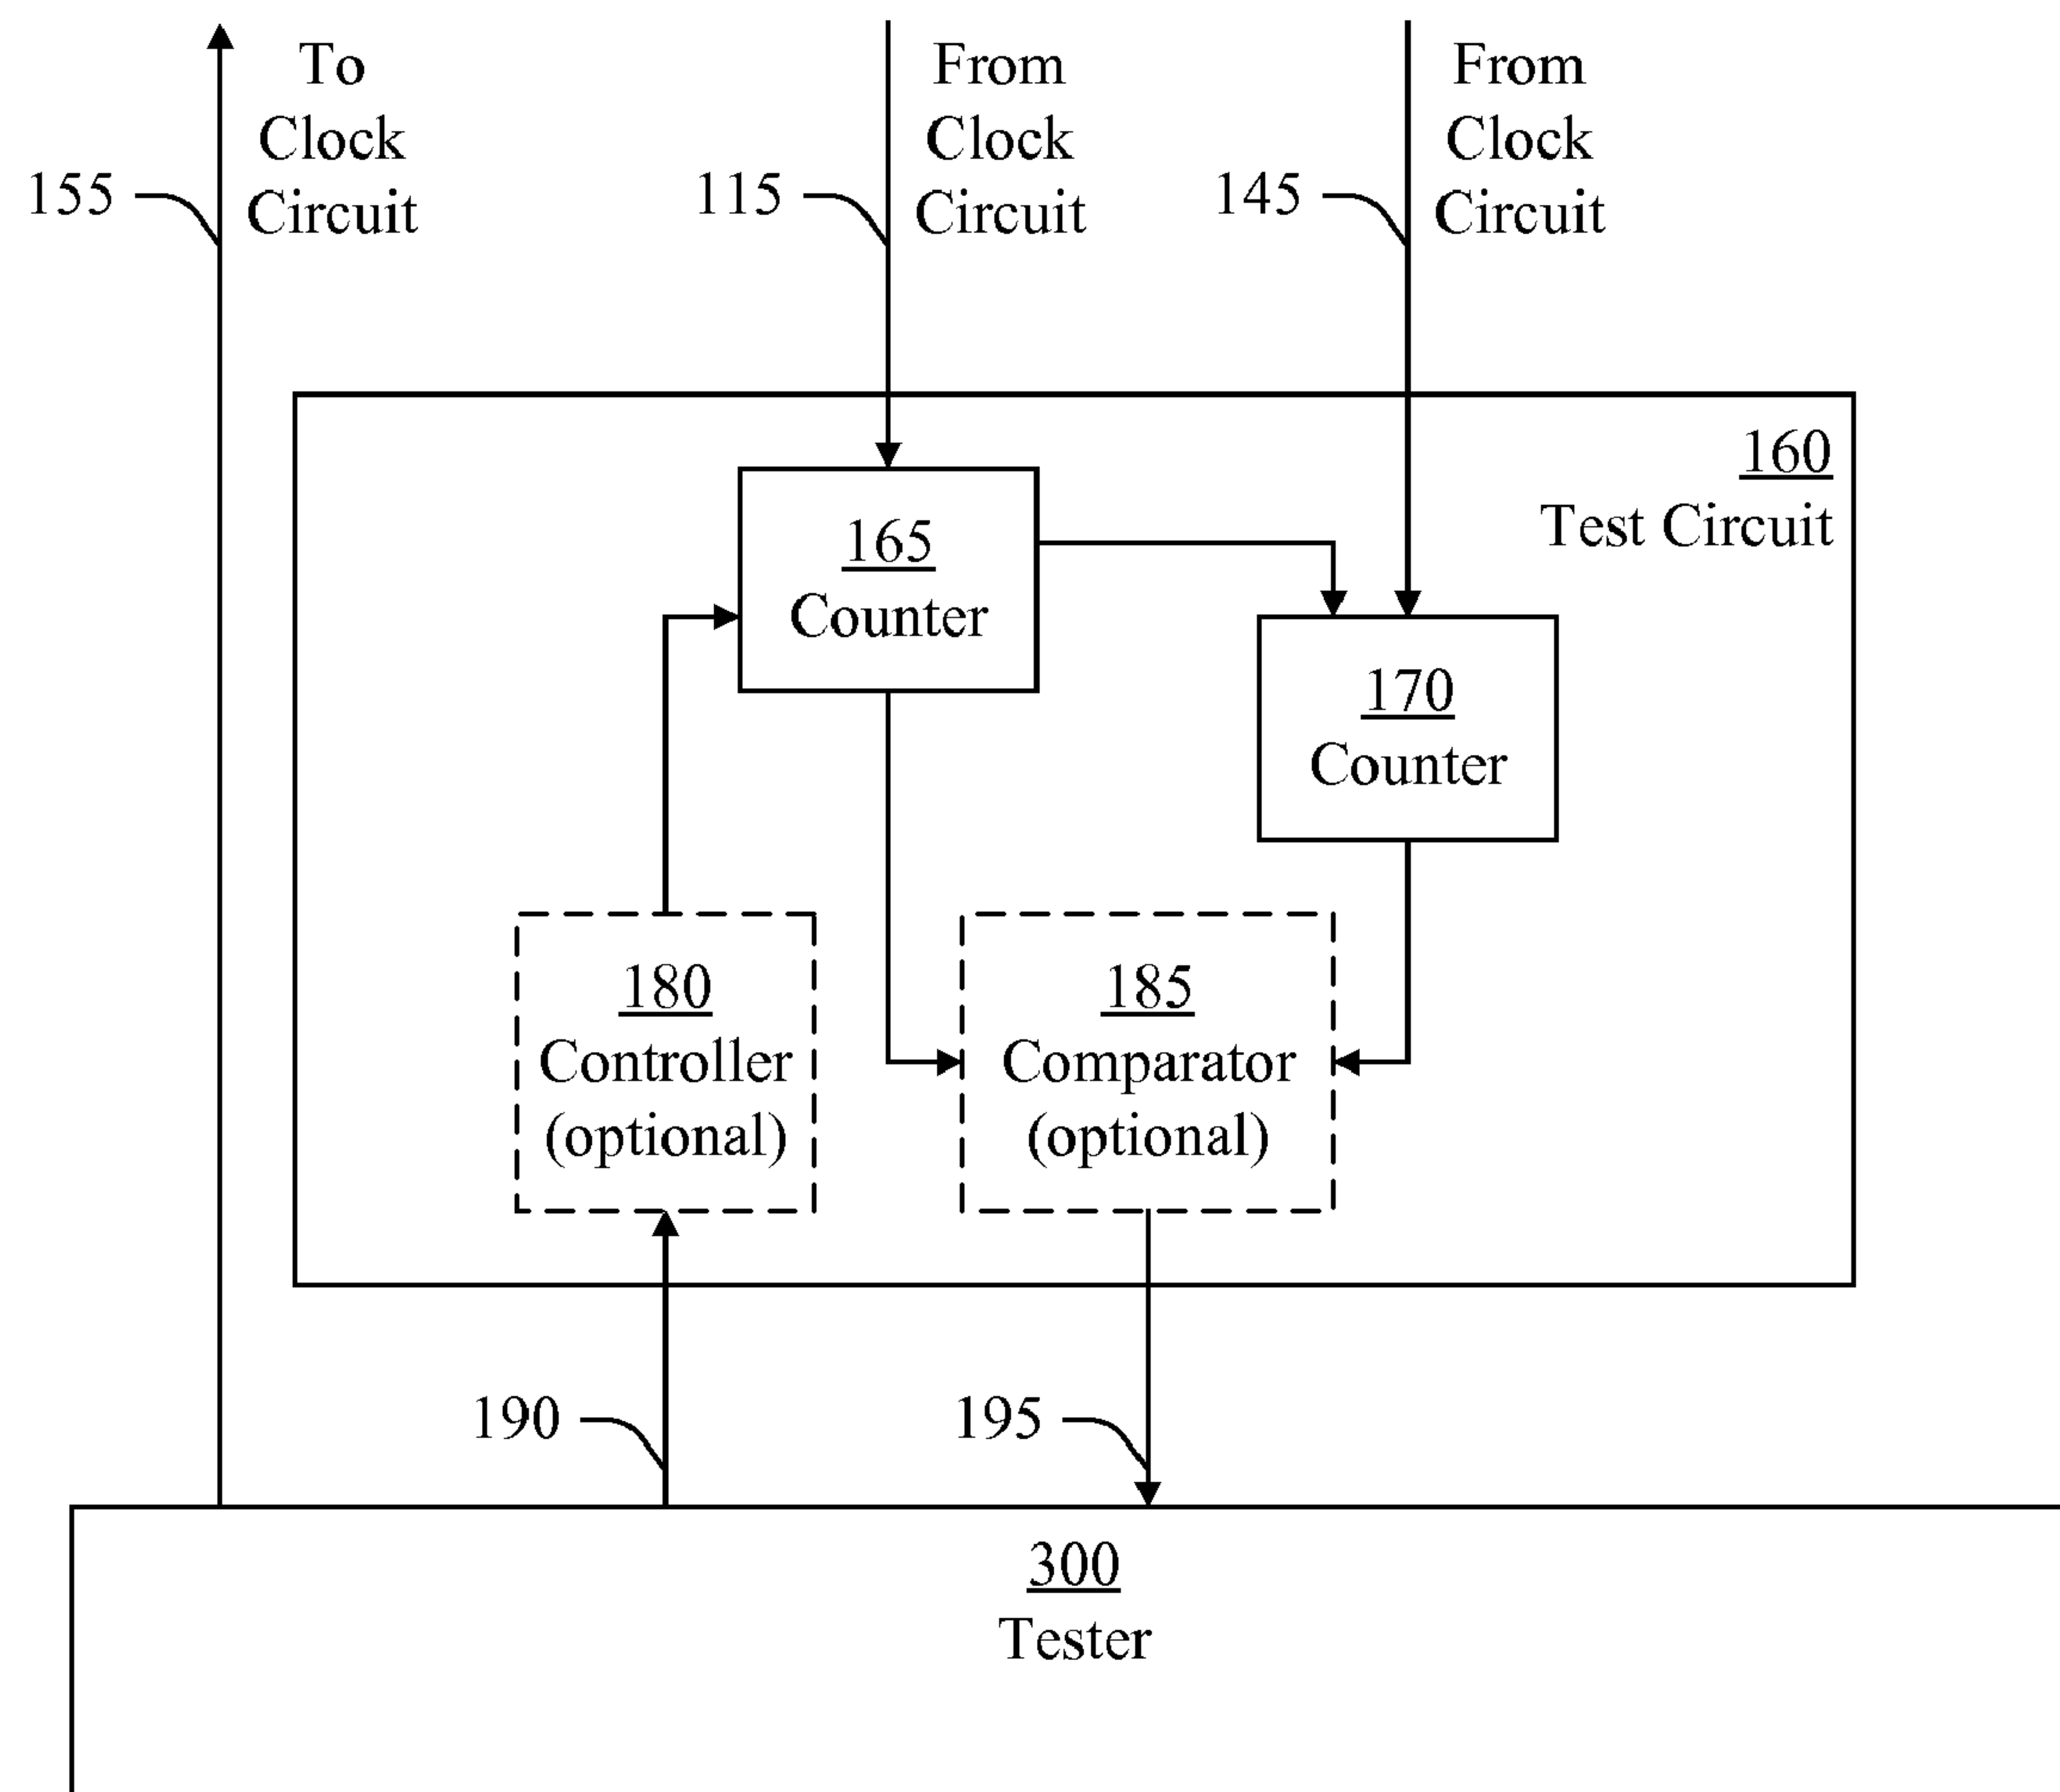 To
Clock
Circuit
155
From
Clock
Circuit
115
From
Clock
Circuit
145
160
Test Circuit
165
Counter
170
Counter
180
Controller
(optional)
185
Comparator
(optional)
190
195
300
Tester